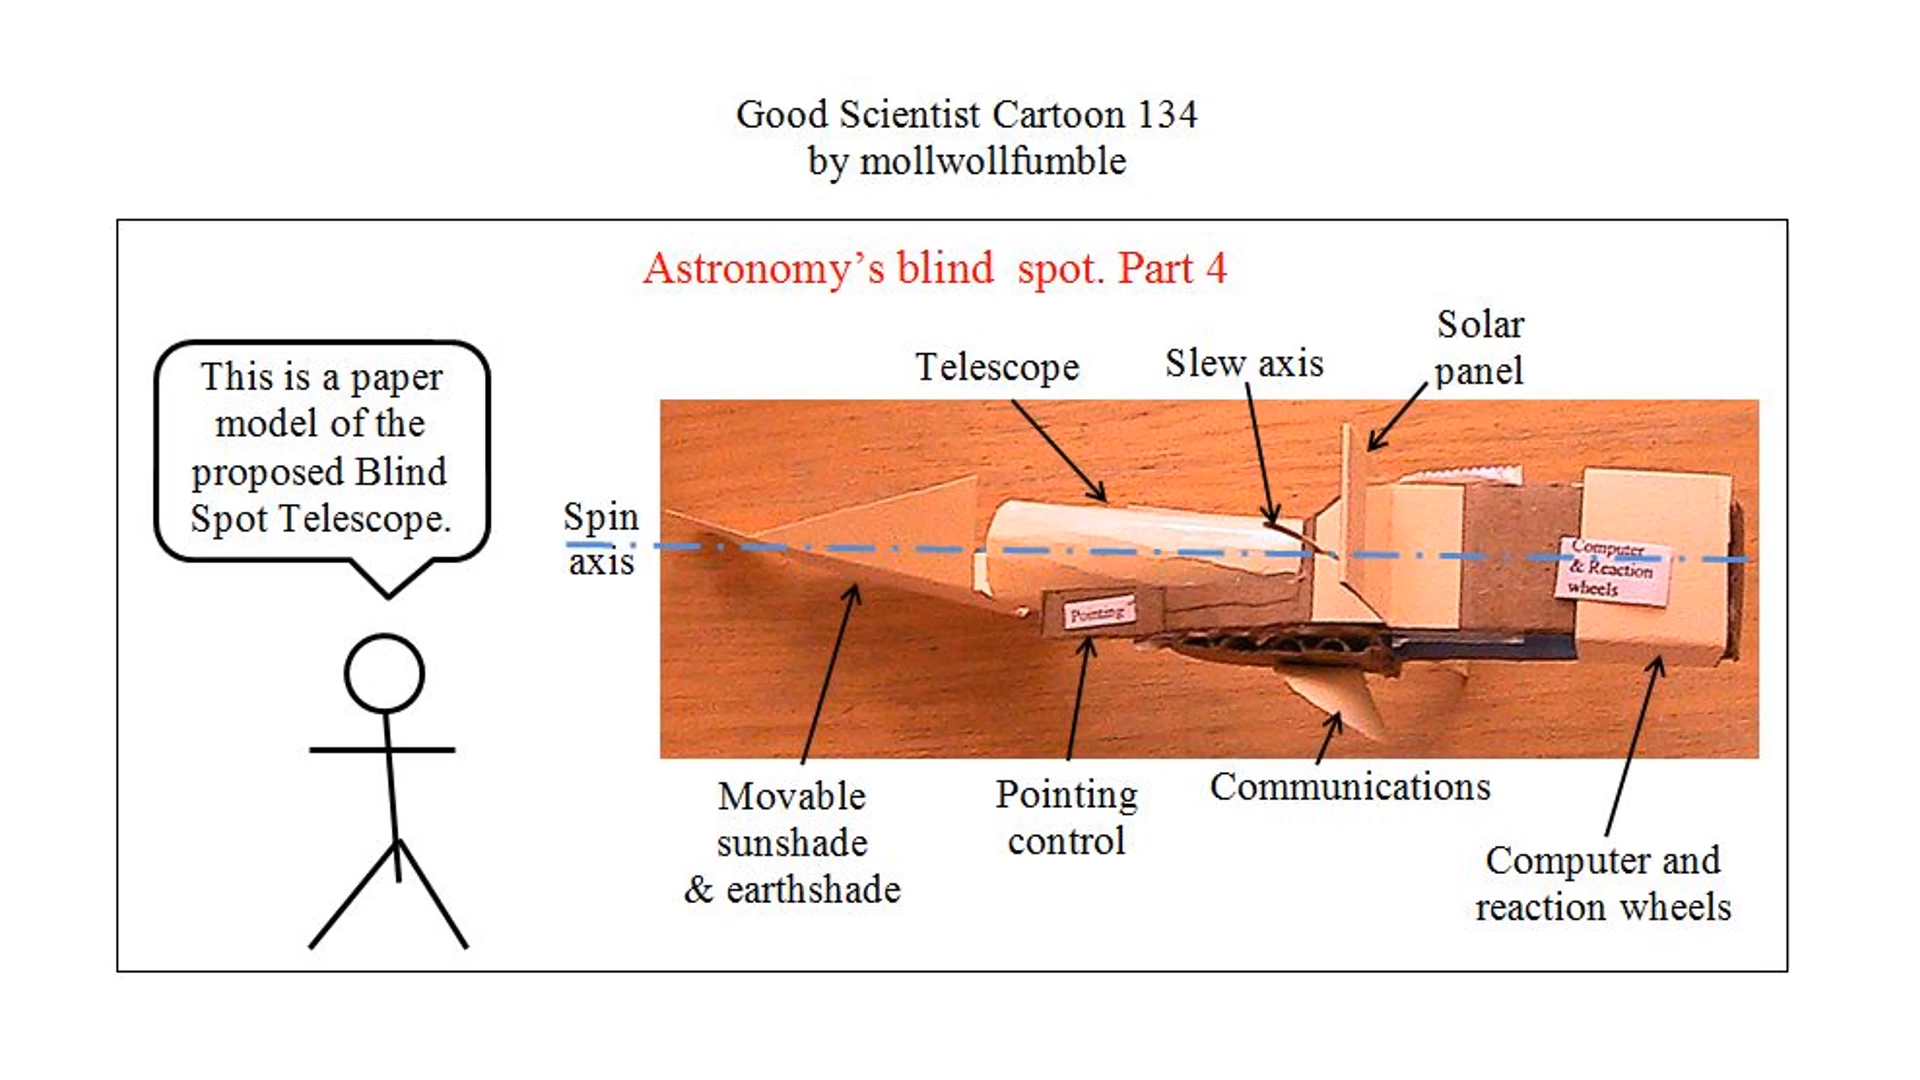 Good Scientist Cartoon 134
by mollwollfumble
Astronomy’s blind  spot. Part 4
This is a paper
model of the
proposed Blind
Spot Telescope.
Spin
axis
Telescope
Slew axis
Solar
panel
Computer
& Reaction
wheels
Pointing
Movable
sunshade
& earthshade
Pointing
control
Communications
Computer and
reaction wheels